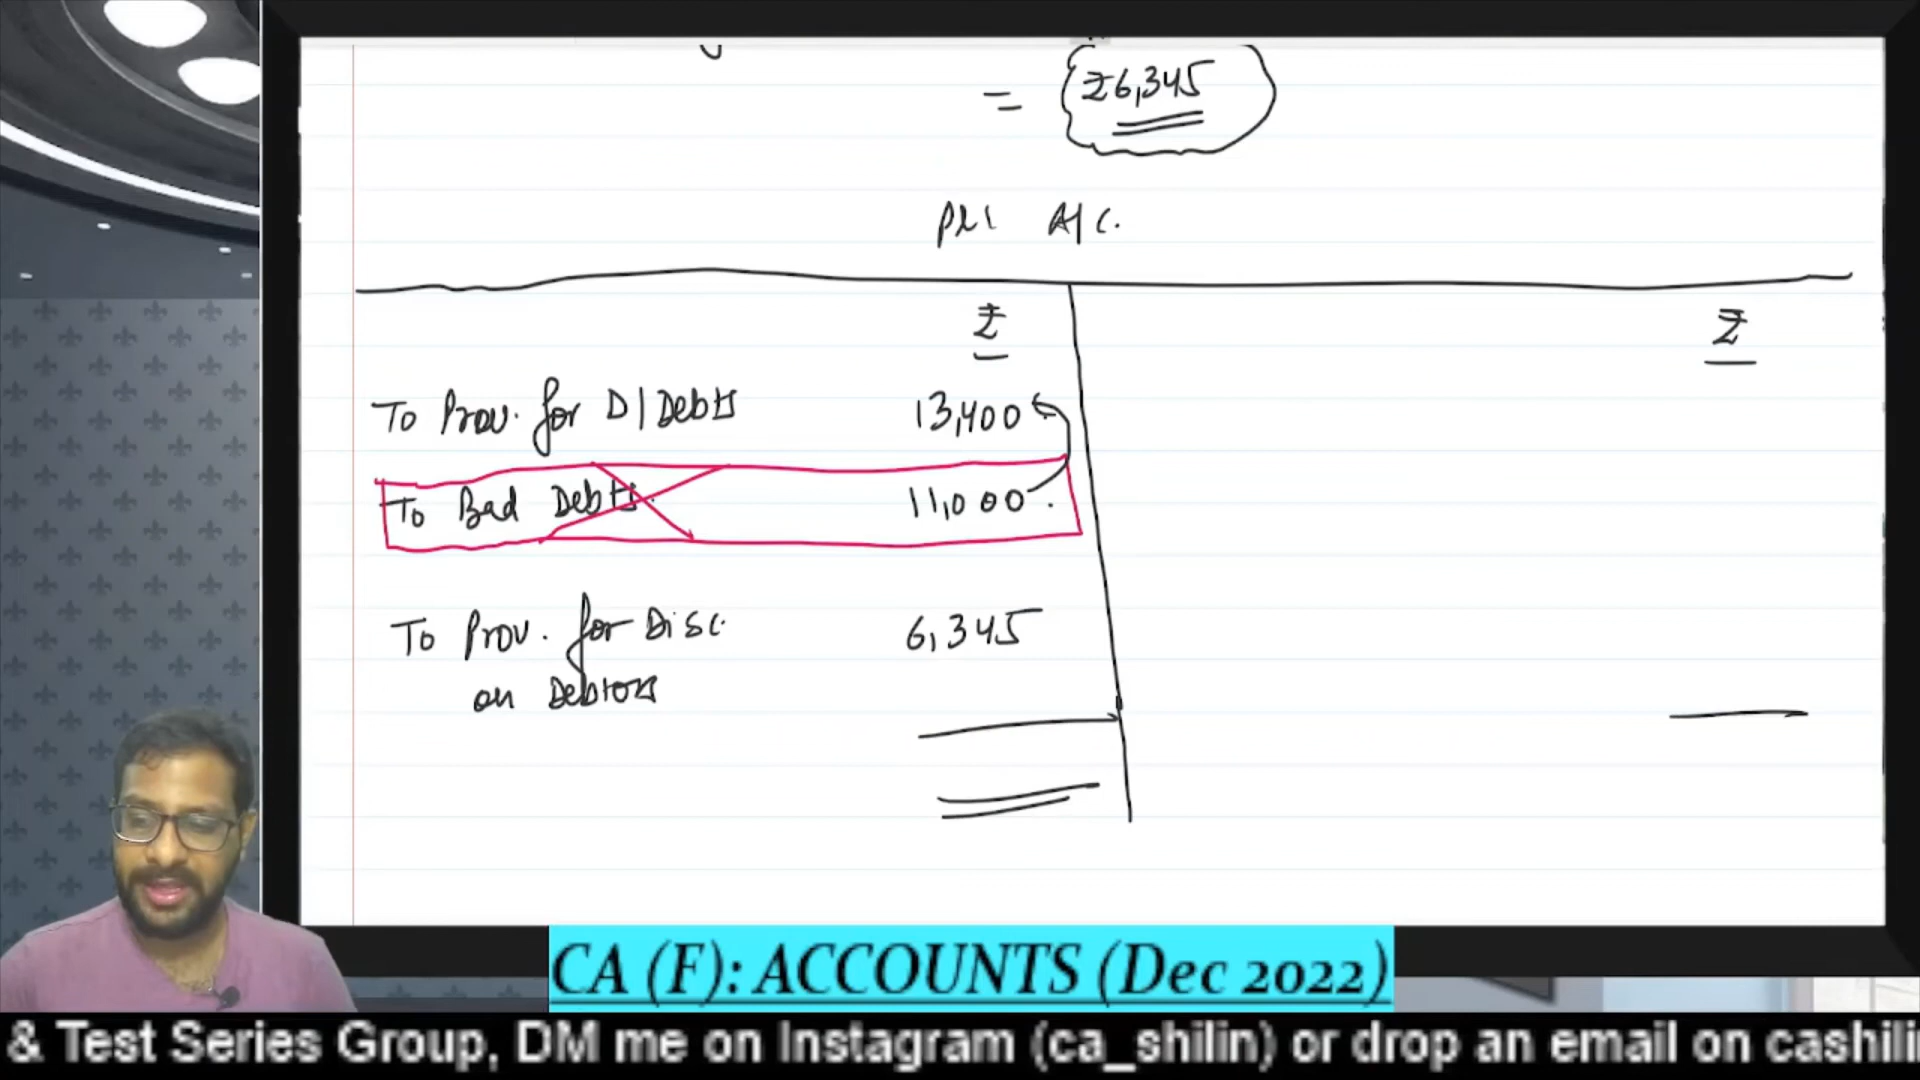 = ₹6,345
P&L A/C.
₹ ₹
To Prov. for D/Debts 13,400
To Bad Debts. 11,000.
To Prov. for Disc. 6,345
on Debtors
CA (F): ACCOUNTS (Dec 2022)
& Test Series Group, DM me on Instagram (ca_shilin) or drop an email on cashili